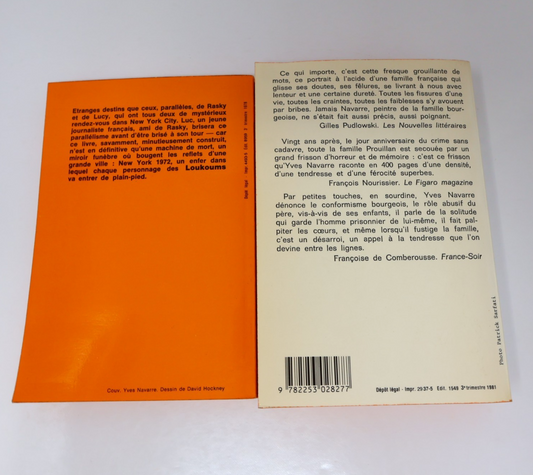 Etranges destins que ceux, parallèles, de Rasky
et de Lucy, qui ont tous deux de mystérieux
rendez-vous dans New York City. Luc, un jeune
journaliste français, ami de Rasky, brisera ce
parallélisme avant d'être brisé à son tour — car
ce livre, savamment, minutieusement construit,
n'est en définitive qu'une machine de mort, un
miroir funèbre où bougent les reflets d'une
grande ville : New York 1972, un enfer dans
lequel chaque personnage des Loukoums
va entrer de plain-pied.
Coux. Yves Navarre. Dessin de David Hockney
Ce qui importe, c'est cette fresque grouillante de
mots, ce portrait à l'acide d'une famille française qui
glisse ses doutes, ses fêlures, se livrant à nous avec
lenteur et une certaine dureté. Toutes les fissures d'une
vie, toutes les craintes, toutes les faiblesses s'y avouent
par bribes. Jamais Navarre, peintre de la famille bour-
geoise, ne s'était fait aussi précis, aussi poignant.
Gilles Pudlowski. Les Nouvelles littéraires
Vingt ans après, le jour anniversaire du crime sans
cadavre, toute la famille Prouillan est secouée par un
grand frisson d'horreur et de mémoire : c'est ce frisson
qu'Yves Navarre raconte en 400 pages d'une densité,
d'une tendresse et d'une férocité superbes.
François Nourissier. Le Figaro magazine
Par petites touches, en sourdine, Yves Navarre
dénonce le conformisme bourgeois, le rôle abusif du
père, vis-à-vis de ses enfants, il parle de la solitude
qui garde l'homme prisonnier de lui-même, il fait pal-
piter les cœurs, et même lorsqu'il fustige la famille,
c'est un désarroi, un appel à la tendresse que l'on
devine entre les lignes.
Françoise de Comberousse. France-Soir
Photo Patrick Sarfati
9 782253 028277
Dépôt légal - Impr. 2937-5 Edit. 1546 3e trimestre 1981